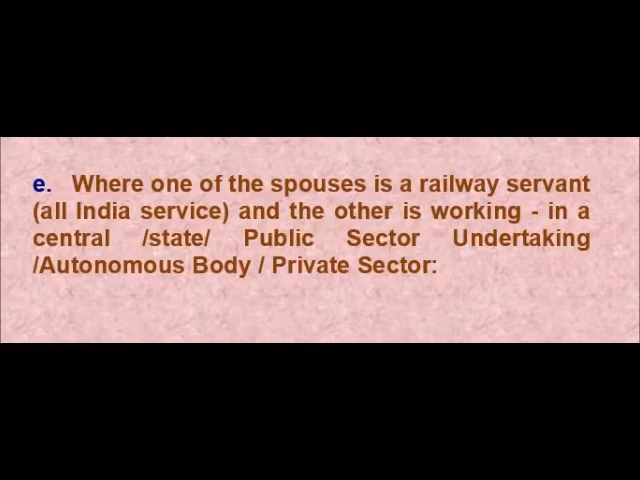 e. Where one of the spouses is a railway servant
(all India service) and the other is working - in a
central /state/ Public Sector Undertaking
/Autonomous Body / Private Sector: